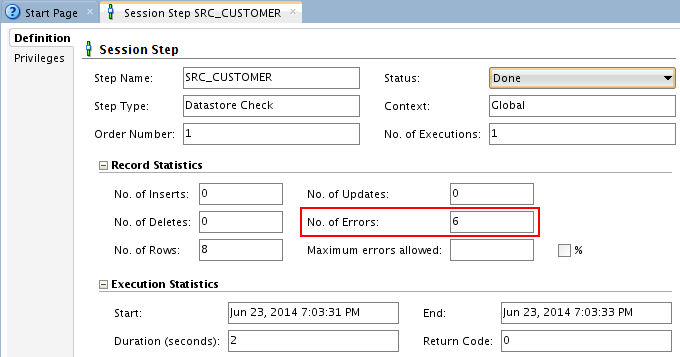 Start Page × Session Step SRC_CUSTOMER ×
Definition
Privileges
Session Step
Step Name: SRC_CUSTOMER Status: Done
Step Type: Datastore Check Context: Global
Order Number: 1 No. of Executions: 1
Record Statistics
No. of Inserts: 0 No. of Updates: 0
No. of Deletes: 0 No. of Errors: 6
No. of Rows: 8 Maximum errors allowed: %
Execution Statistics
Start: Jun 23, 2014 7:03:31 PM End: Jun 23, 2014 7:03:33 PM
Duration (seconds): 2 Return Code: 0